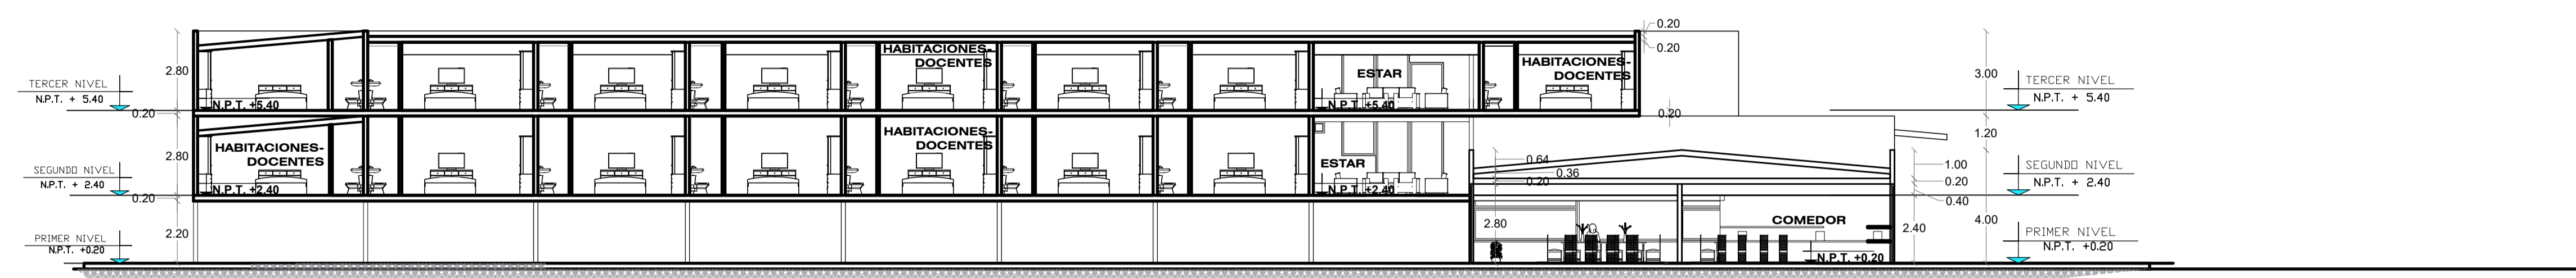 0.20
0.20
HABITACIONES-
DOCENTES
HABITACIONES-
DOCENTES
ESTAR
2.80
3.00
TERCER NIVEL
N.P.T. + 5.40
N.P.T. +5.40
N.P.T. +5.40
TERCER NIVEL
N.P.T. + 5.40
0.20
0.20
HABITACIONES-
DOCENTES
HABITACIONES-
DOCENTES
ESTAR
2.80
1.20
0.64
0.36
0.20
1.00
0.20
0.40
SEGUNDO NIVEL
N.P.T. + 2.40
N.P.T. +2.40
N.P.T. +2.40
SEGUNDO NIVEL
N.P.T. + 2.40
0.20
2.20
2.80
COMEDOR
2.40
4.00
PRIMER NIVEL
N.P.T. +0.20
N.P.T. +0.20
PRIMER NIVEL
N.P.T. +0.20